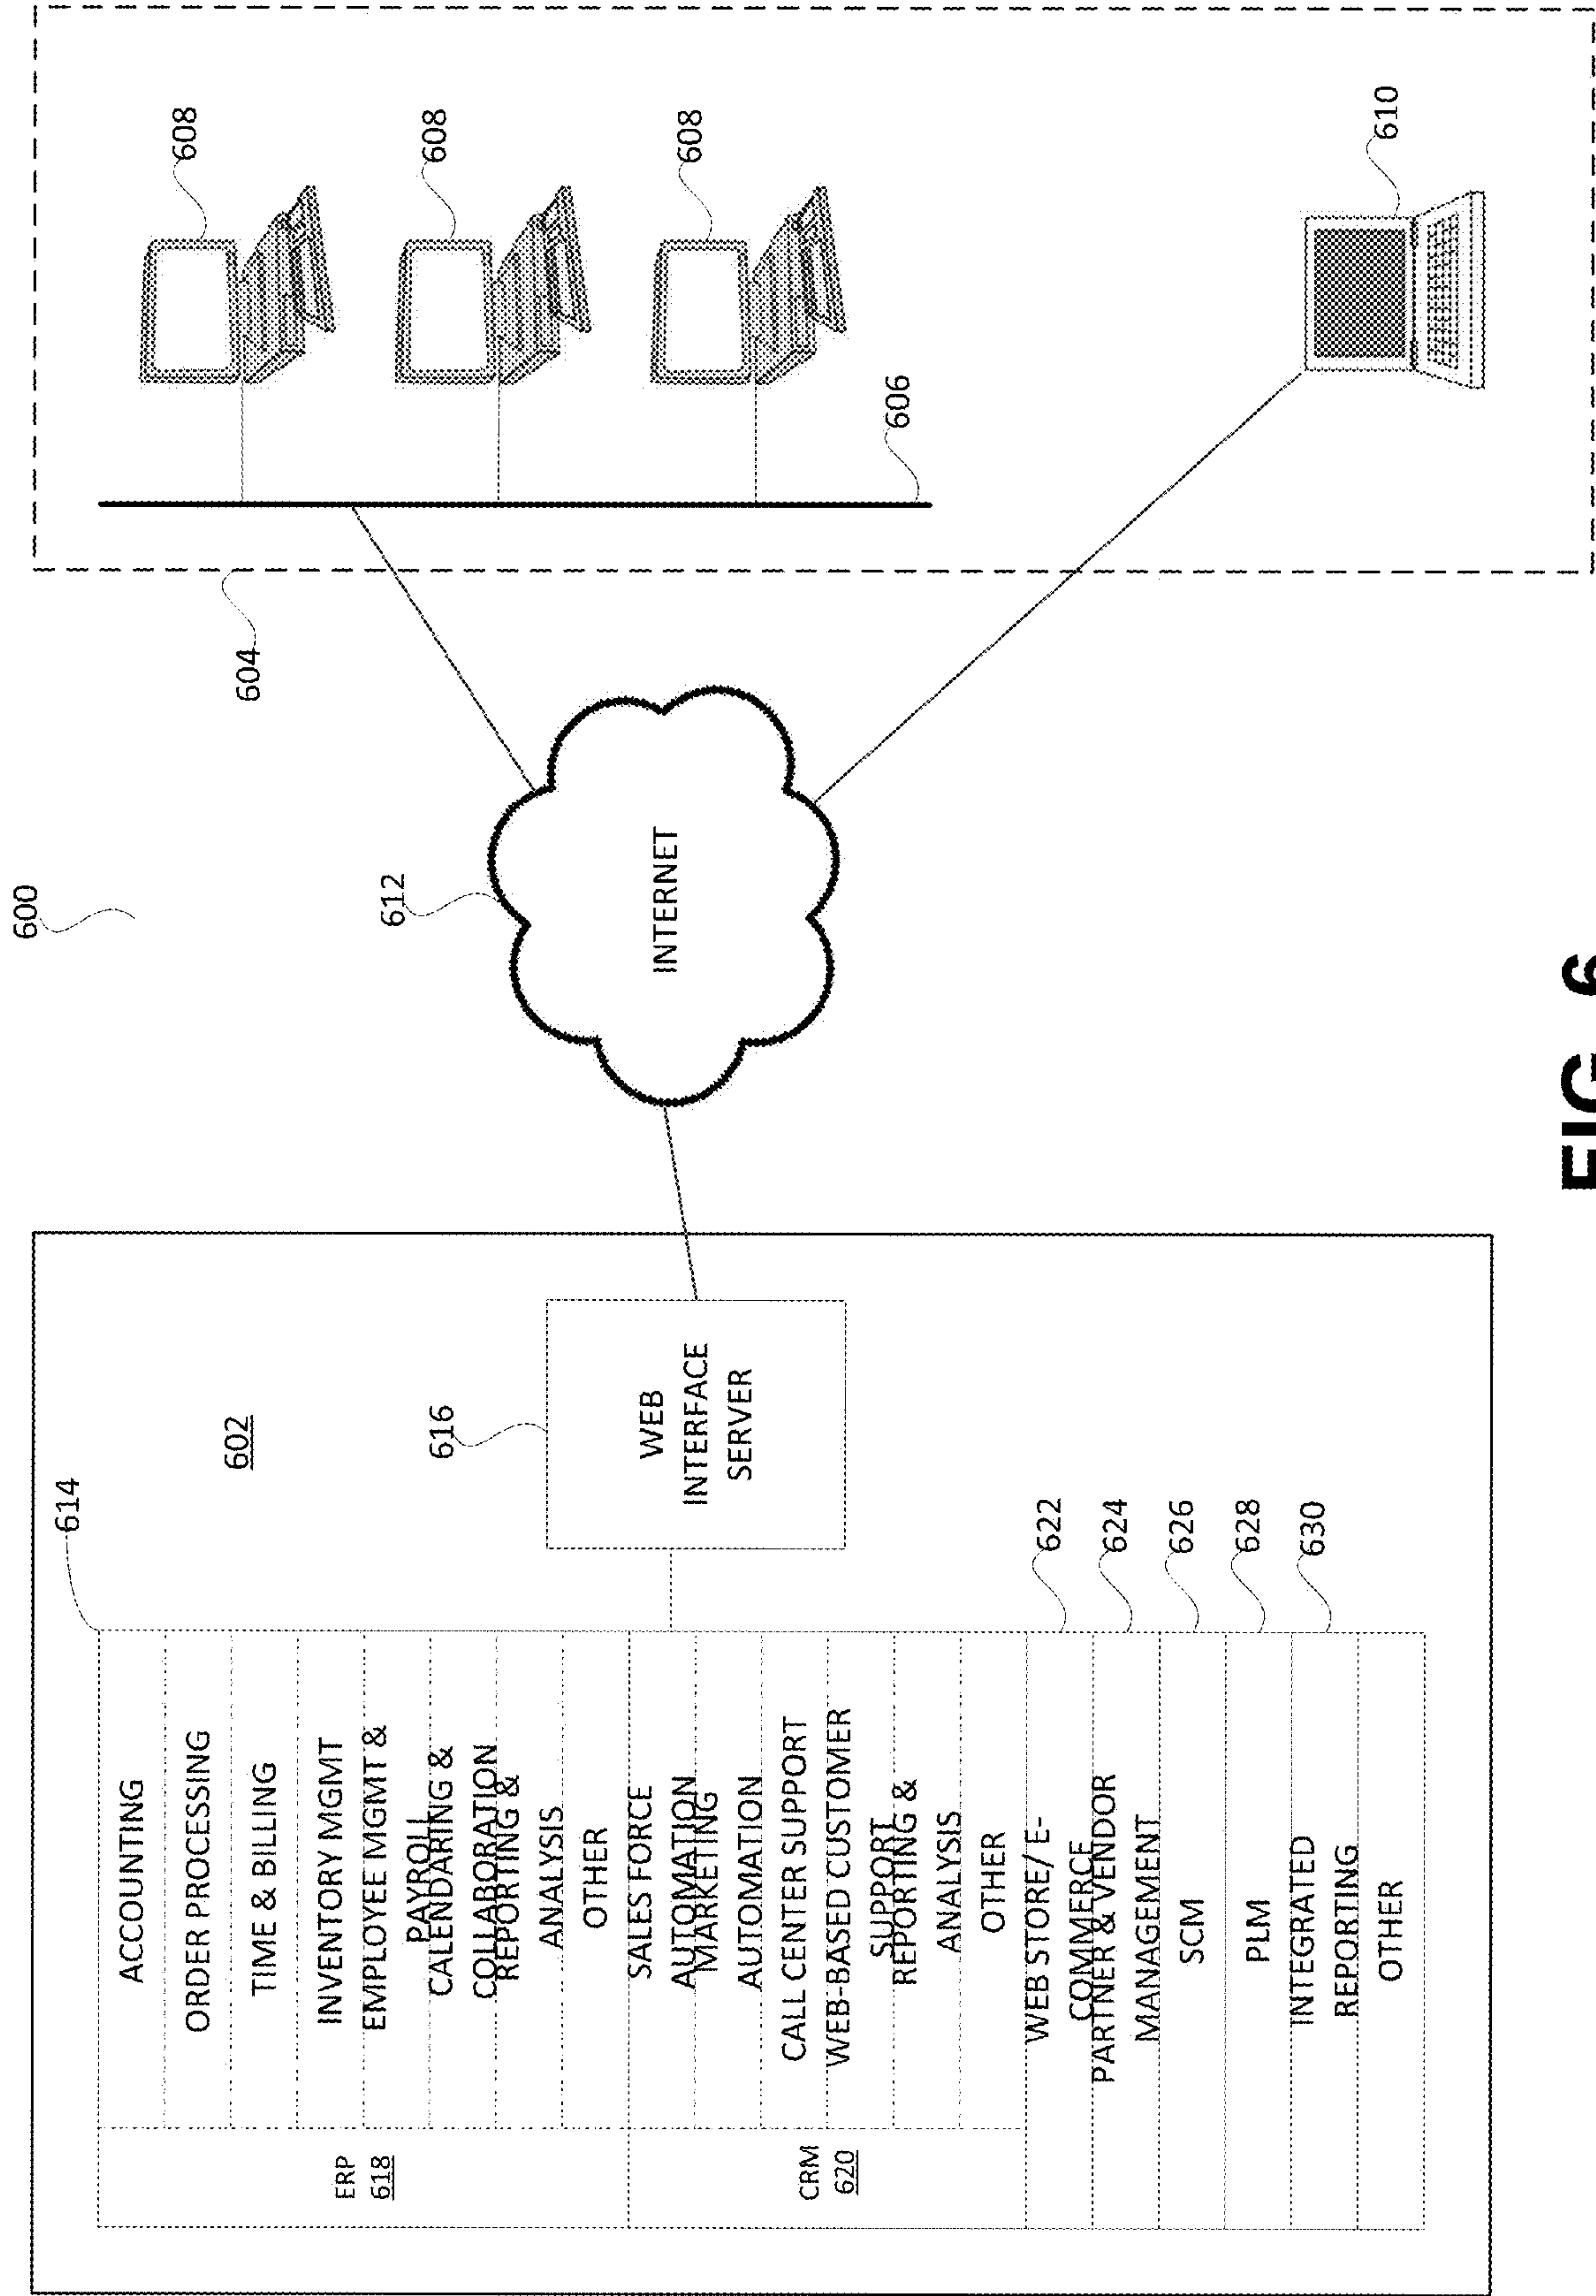 600
602
614
ERP
618
ACCOUNTING
ORDER PROCESSING
TIME & BILLING
INVENTORY MGMT
EMPLOYEE MGMT &
PAYROLL
CALENDARING &
COLLABORATION
REPORTING &
ANALYSIS
OTHER
CRM
620
SALES FORCE
AUTOMATION
MARKETING
AUTOMATION
CALL CENTER SUPPORT
WEB-BASED CUSTOMER
SUPPORT
REPORTING &
ANALYSIS
OTHER
WEB STORE/ E-
COMMERCE
622
PARTNER & VENDOR
MANAGEMENT
624
SCM
626
PLM
628
INTEGRATED
REPORTING
630
OTHER
616
WEB
INTERFACE
SERVER
612
INTERNET
604
606
608
608
608
610
FIG. 6